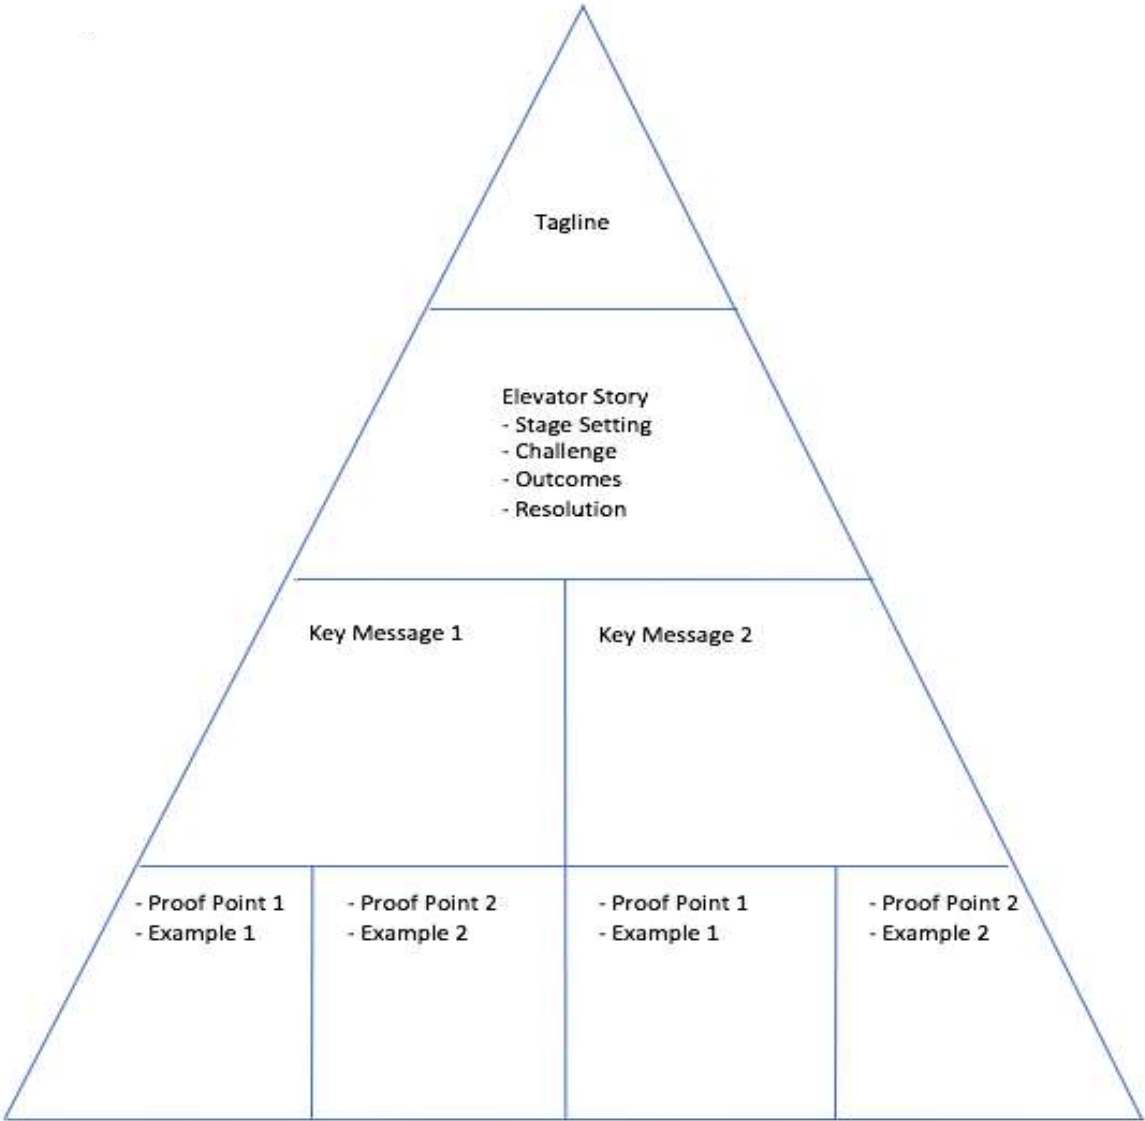 Tagline
Elevator Story
- Stage Setting
- Challenge
- Outcomes
- Resolution
Key Message 1
Key Message 2
- Proof Point 1
- Example 1
- Proof Point 2
- Example 2
- Proof Point 1
- Example 1
- Proof Point 2
- Example 2